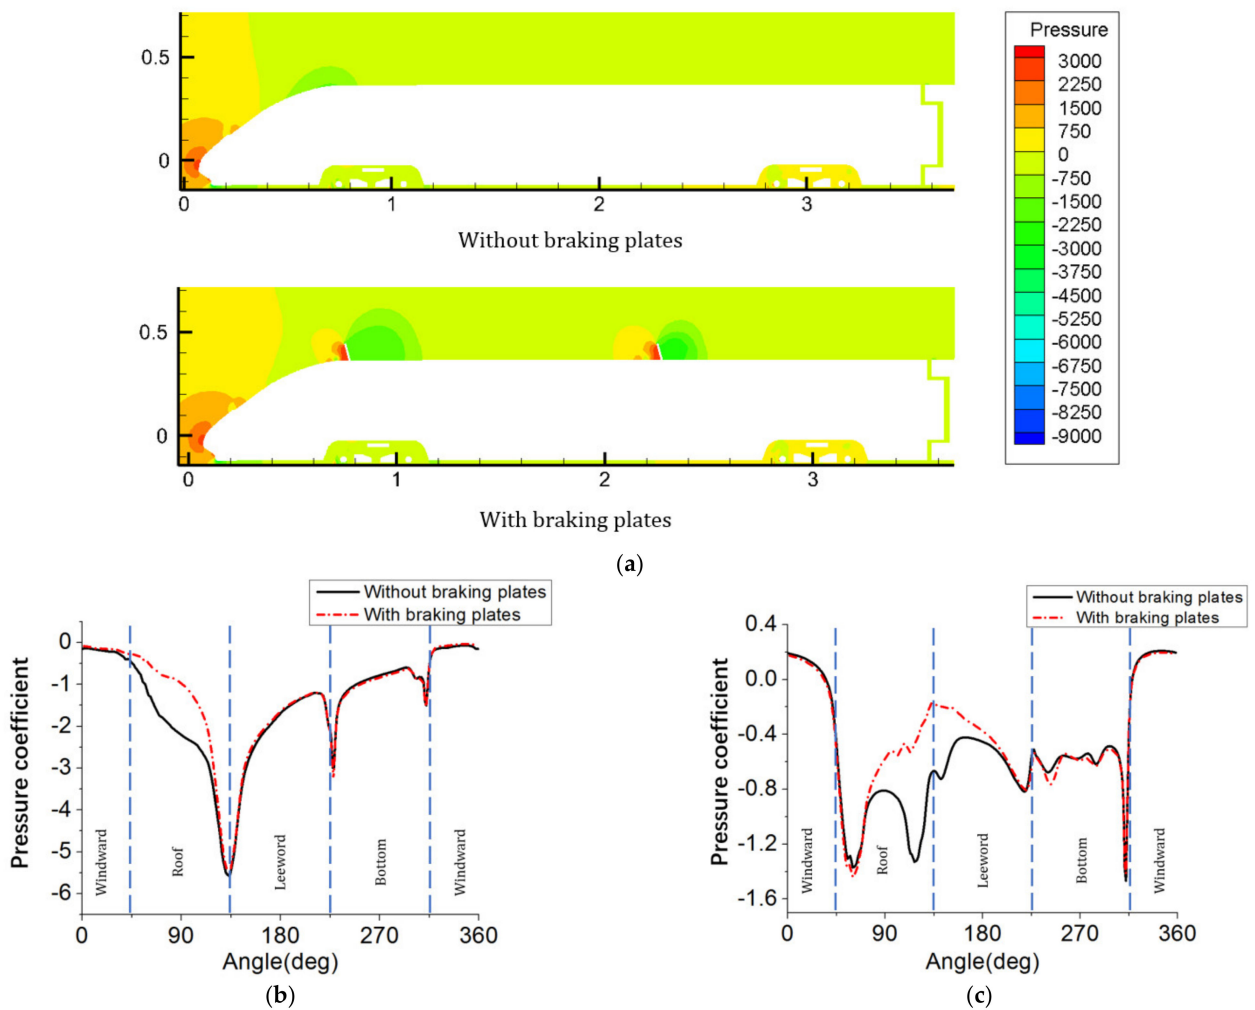 Pressure
3000
2250
1500
750
0
-750
-1500
-2250
-3000
-3750
-4500
-5250
-6000
-6750
-7500
-8250
-9000
0.5
0
0 1 2 3
Without braking plates
0.5
0
0 1 2 3
With braking plates
(a)
Without braking plates
With braking plates
Pressure coefficient
0
-1
-2
-3
-4
-5
-6
Windward
Roof
Leeword
Bottom
Windward
0 90 180 270 360
Angle(deg)
(b)
Without braking plates
With braking plates
Pressure coefficient
0.4
0.0
-0.4
-0.8
-1.2
-1.6
Windward
Roof
Leeword
Bottom
Windward
0 90 180 270 360
Angle(deg)
(c)